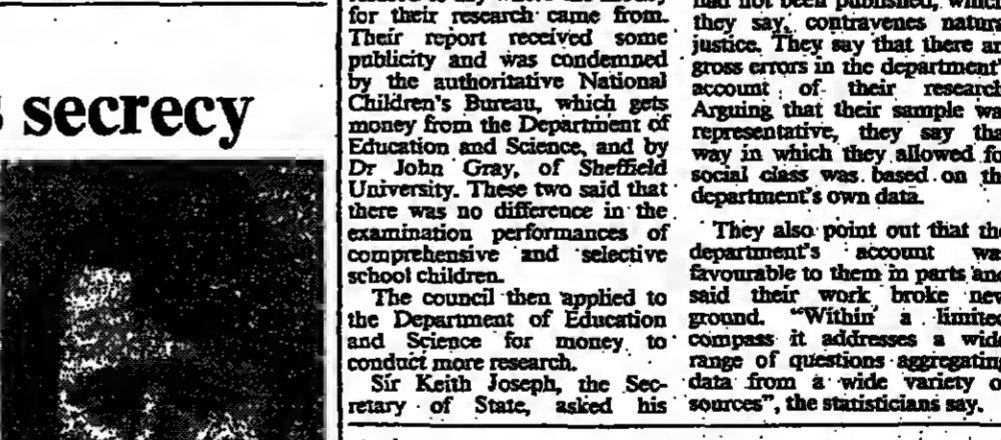 secrecy
for their research came from.
Their report received some
publicity and was condemned
by the authoritative National
Children's Bureau, which gets
money from the Department of
Education and Science, and by
Dr John Gray, of Sheffield
University. These two said that
there was no difference in the
examination performances of
comprehensive and selective
school children.
The council then applied to
the Department of Education
and Science for money to
conduct more research.
Sir Keith Joseph, the Sec-
retary of State, asked his
had not been published, which
they say, contravenes natura
justice. They say that there ar
gross errors in the department'
account of their research
Arguing that their sample wa
representative, they say tha
way in which they allowed fo
social class was based on th
department's own data.
They also point out that the
department's account wa
favourable to them in parts and
said their work broke new
ground. "Within a limited
compass it addresses a wide
range of questions aggregating
data from a wide variety o
sources", the statisticians say.